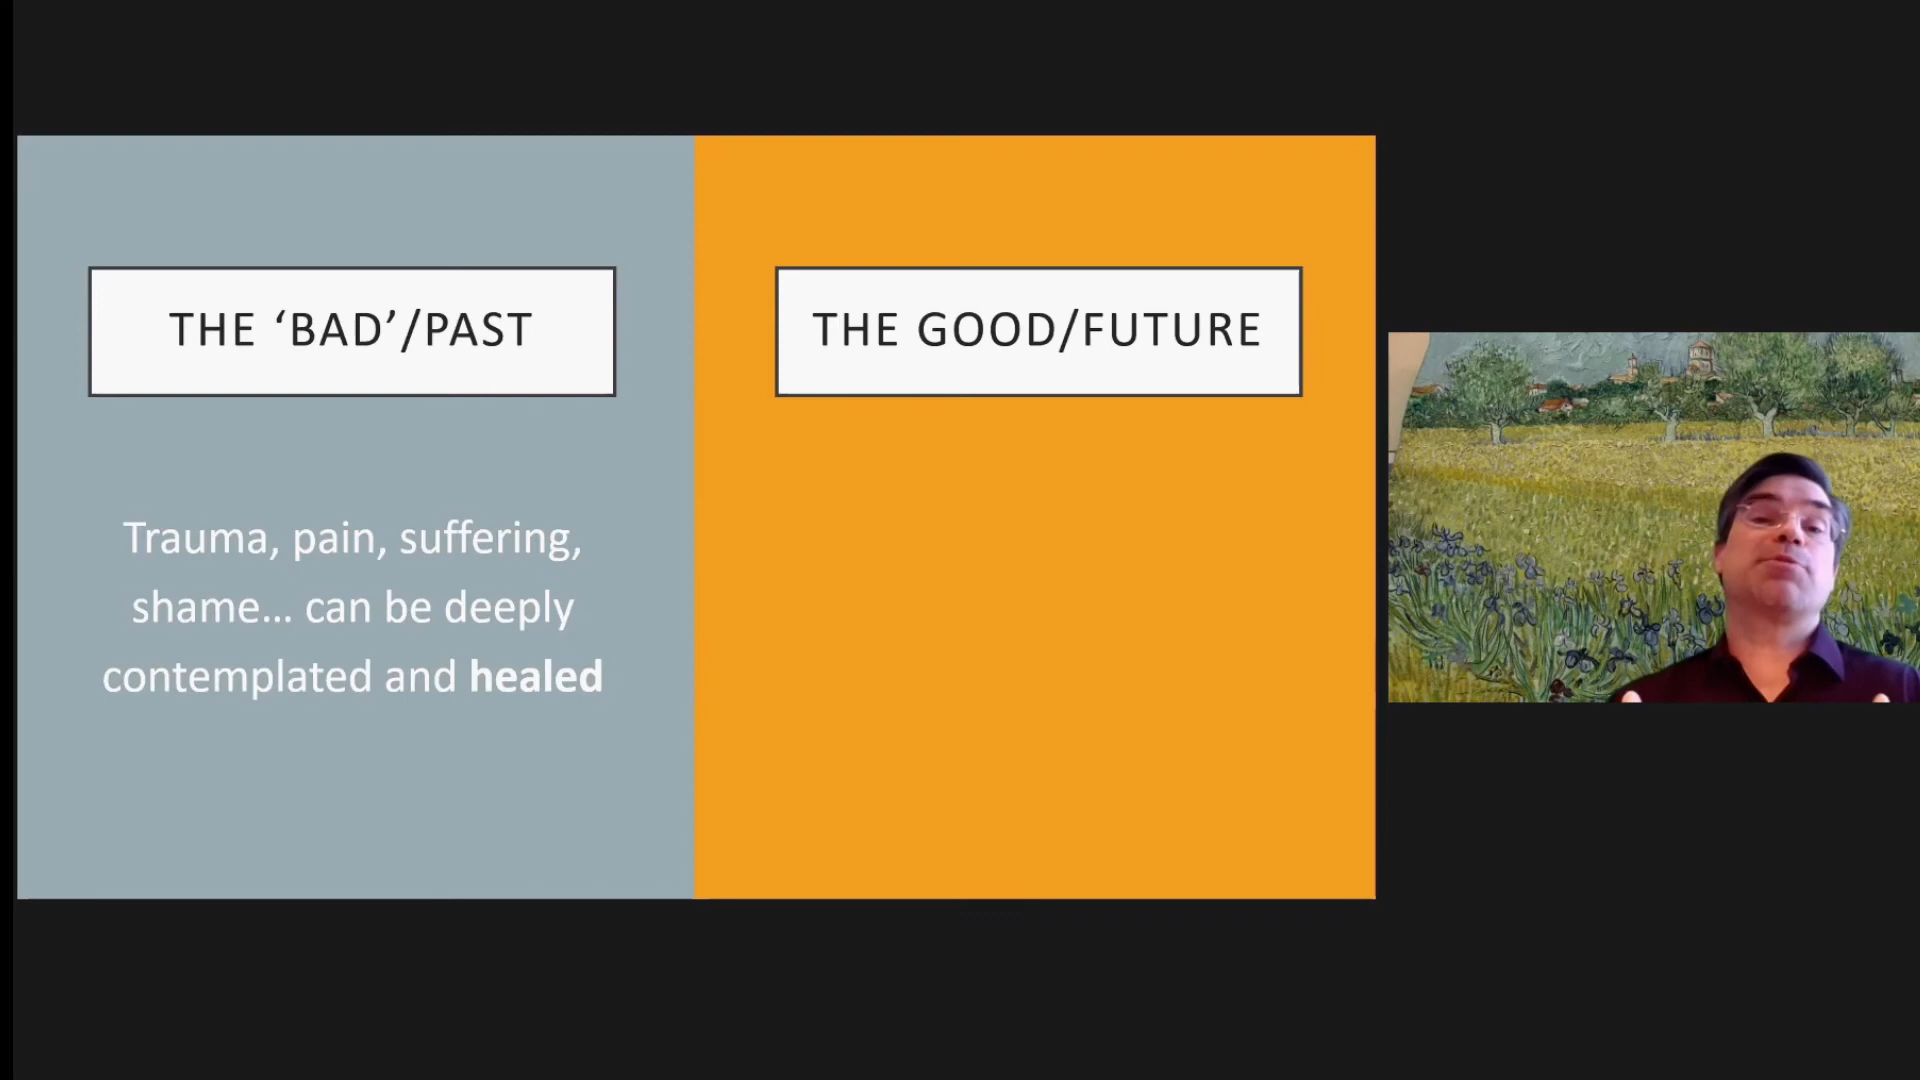 THE ‘BAD’/PAST
Trauma, pain, suffering,
shame... can be deeply
contemplated and healed
THE GOOD/FUTURE